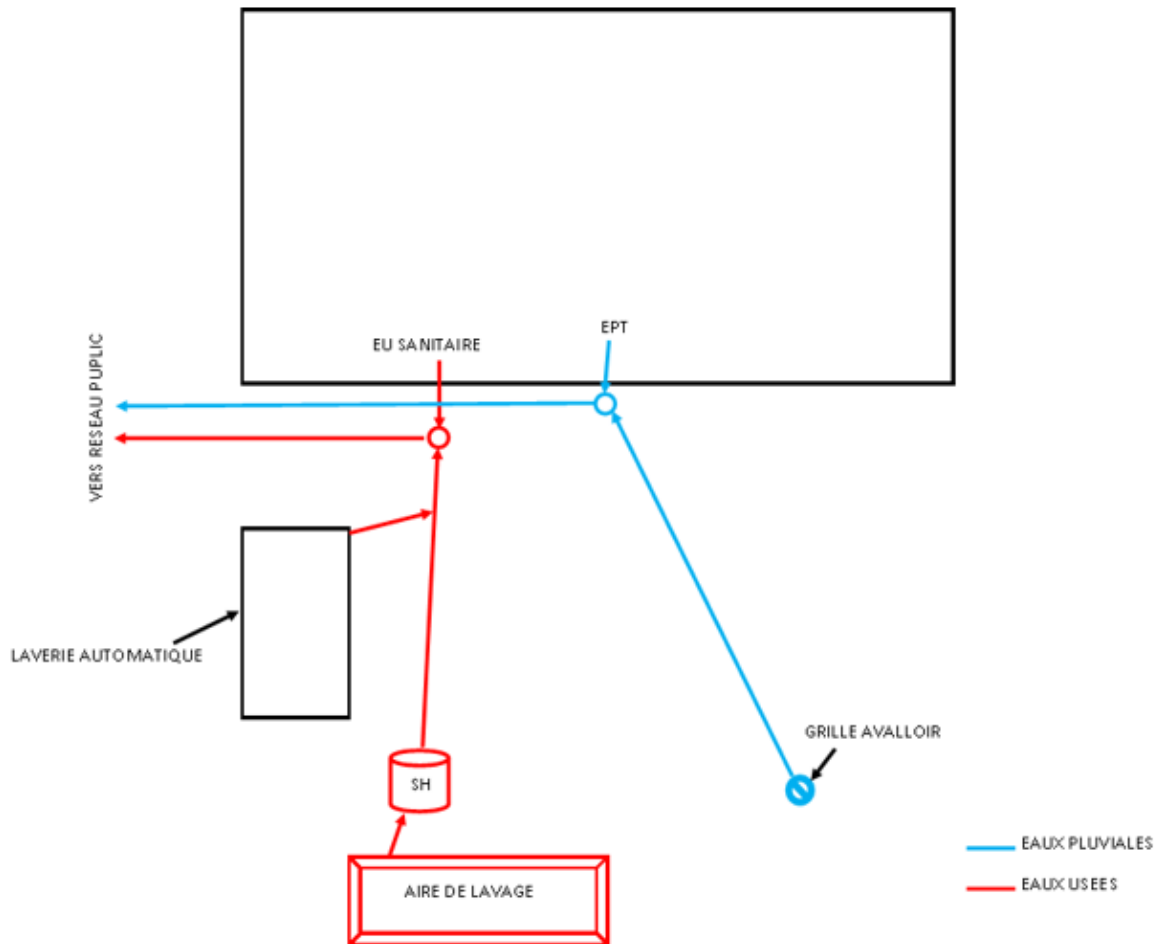 EPT
EU SANITAIRE
VERS RESEAU PUPLIC
LAVERIE AUTOMATIQUE
GRILLE AVALLOIR
SH
AIRE DE LAVAGE
EAUX PLUVIALES
EAUX USEES